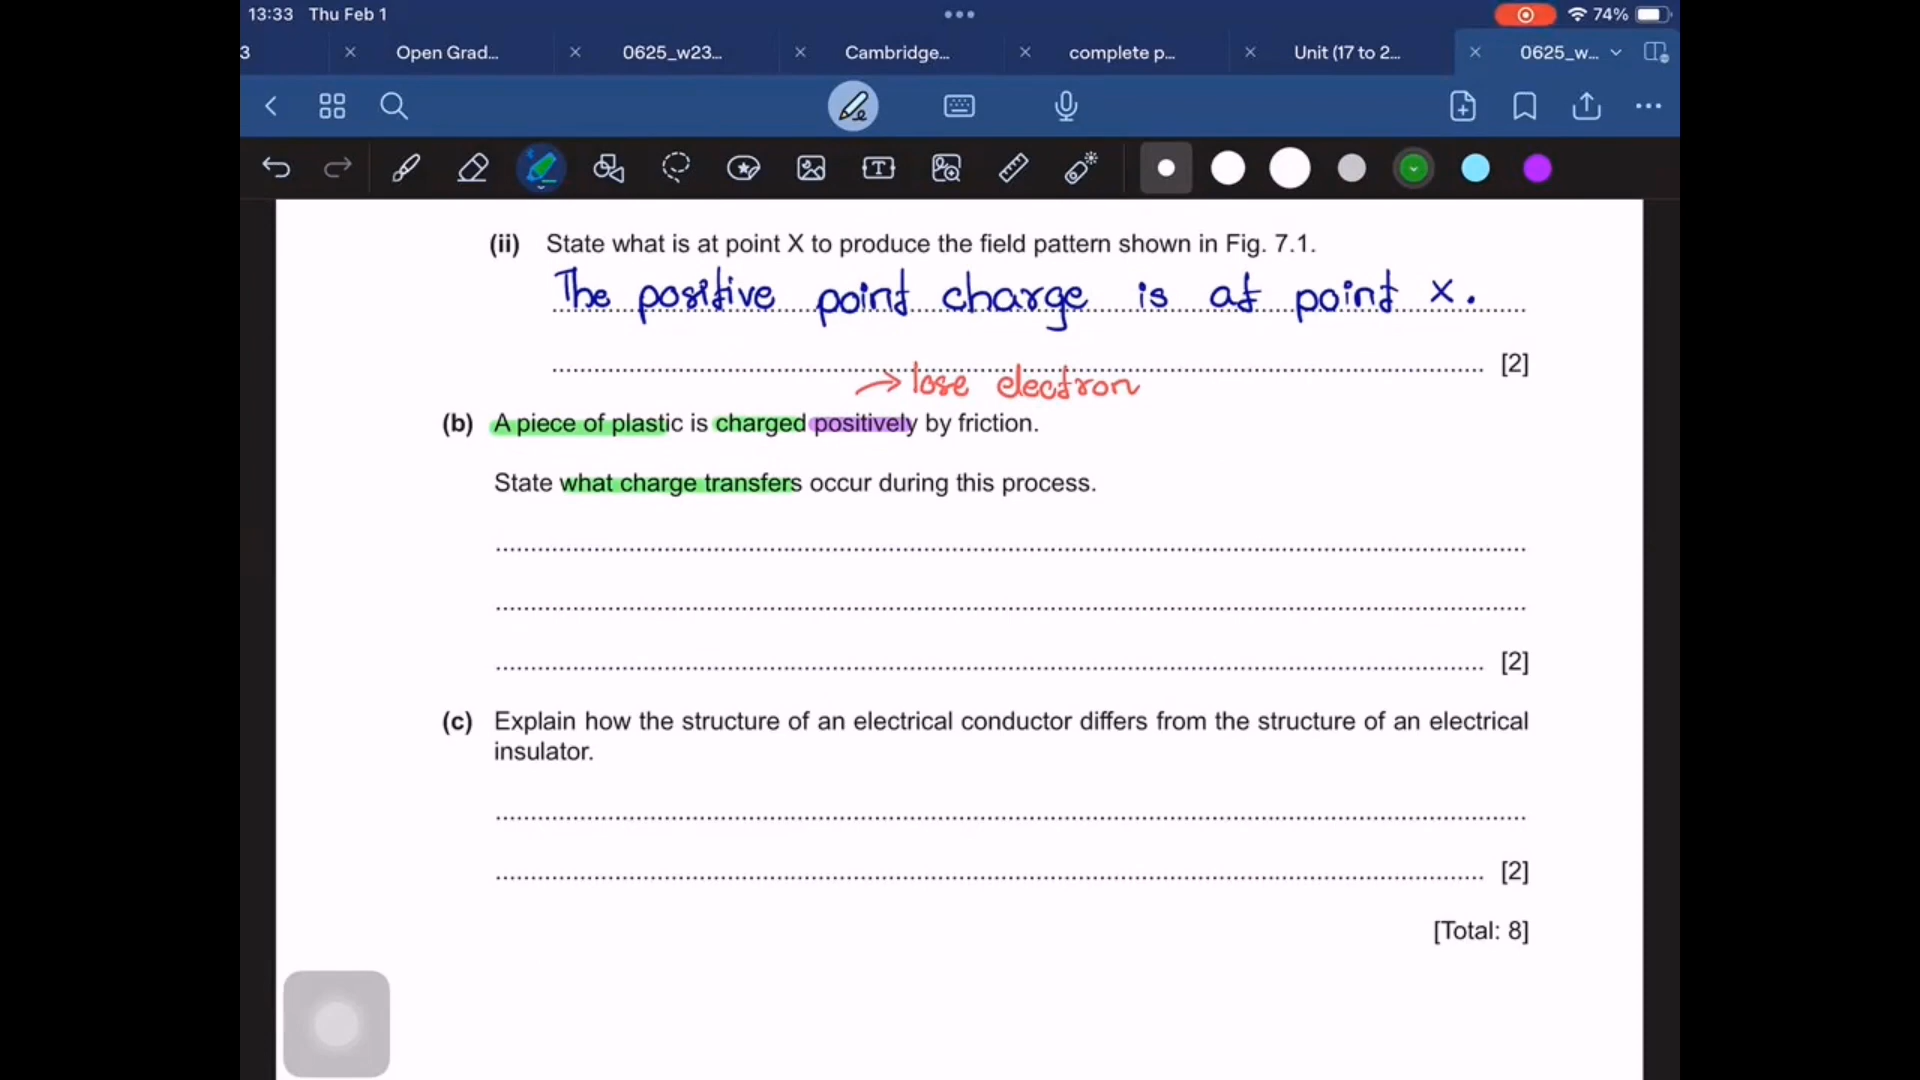 13:33 Thu Feb 1
74%
3
Open Grad...
0625_w23...
Cambridge...
complete p...
Unit (17 to 2...
0625_w...
(ii) State what is at point X to produce the field pattern shown in Fig. 7.1.
The positive point charge is at point X.
[2]
→ lose electron
(b) A piece of plastic is charged positively by friction.
State what charge transfers occur during this process.
[2]
(c) Explain how the structure of an electrical conductor differs from the structure of an electrical
insulator.
[2]
[Total: 8]